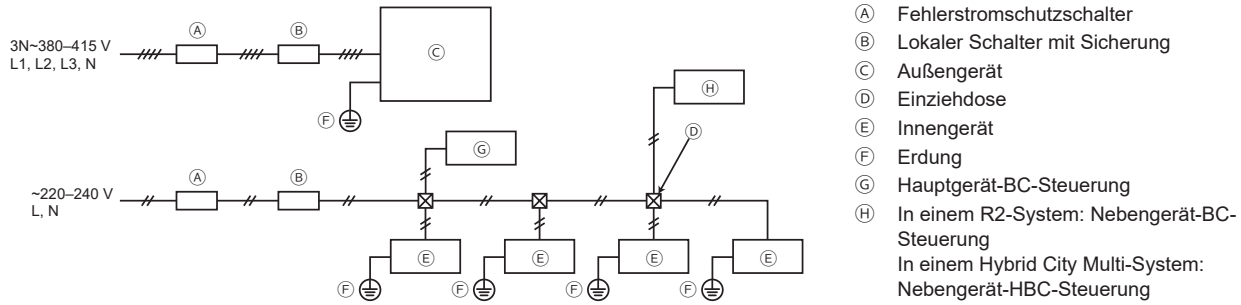 3N~380–415 V
L1, L2, L3, N
Ⓐ
Ⓑ
Ⓒ
Ⓕ
Ⓗ
Ⓓ
Ⓖ
~220–240 V
L, N
Ⓐ
Ⓑ
Ⓔ
Ⓔ
Ⓔ
Ⓔ
Ⓕ
Ⓕ
Ⓕ
Ⓕ
Ⓐ Fehlerstromschutzschalter
Ⓑ Lokaler Schalter mit Sicherung
Ⓒ Außengerät
Ⓓ Einziehdose
Ⓔ Innengerät
Ⓕ Erdung
Ⓖ Hauptgerät-BC-Steuerung
Ⓗ In einem R2-System: Nebengerät-BC-
Steuerung
In einem Hybrid City Multi-System:
Nebengerät-HBC-Steuerung